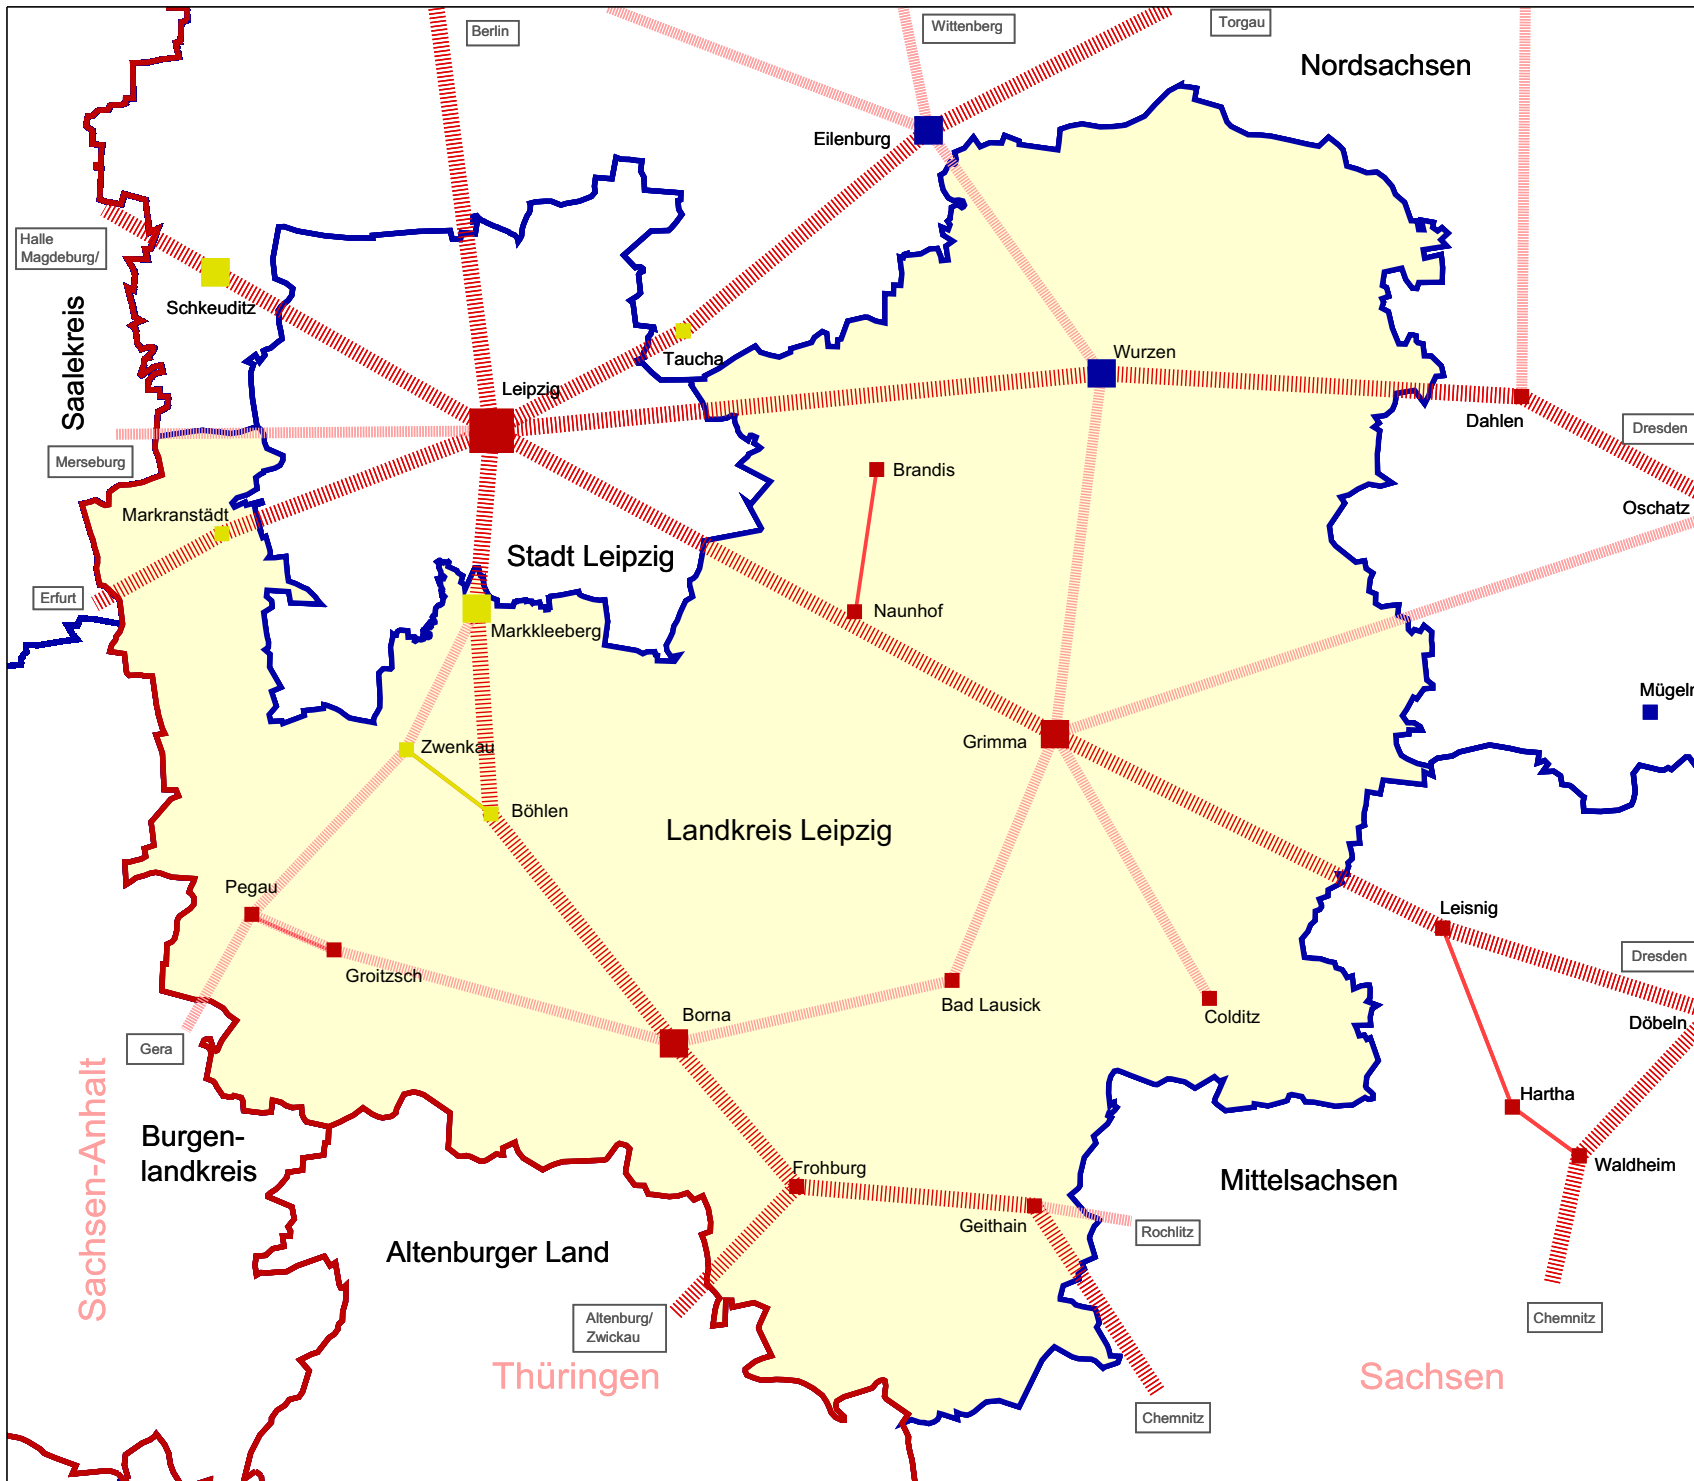 Berlin
Wittenberg
Torgau
Nordsachsen
Eilenburg
Halle
Magdeburg/
Schkeuditz
Saalekreis
Taucha
Wurzen
Leipzig
Dahlen
Dresden
Merseburg
Brandis
Markranstädt
Oschatz
Stadt Leipzig
Erfurt
Naunhof
Markkleeberg
Mügeln
Zwenkau
Grimma
Böhlen
Landkreis Leipzig
Pegau
Leisnig
Groitzsch
Bad Lausick
Dresden
Borna
Colditz
Döbeln
Gera
Sachsen-Anhalt
Hartha
Burgen-
landkreis
Frohburg
Waldheim
Mittelsachsen
Geithain
Rochlitz
Altenburger Land
Altenburg/
Zwickau
Chemnitz
Thüringen
Sachsen
Chemnitz